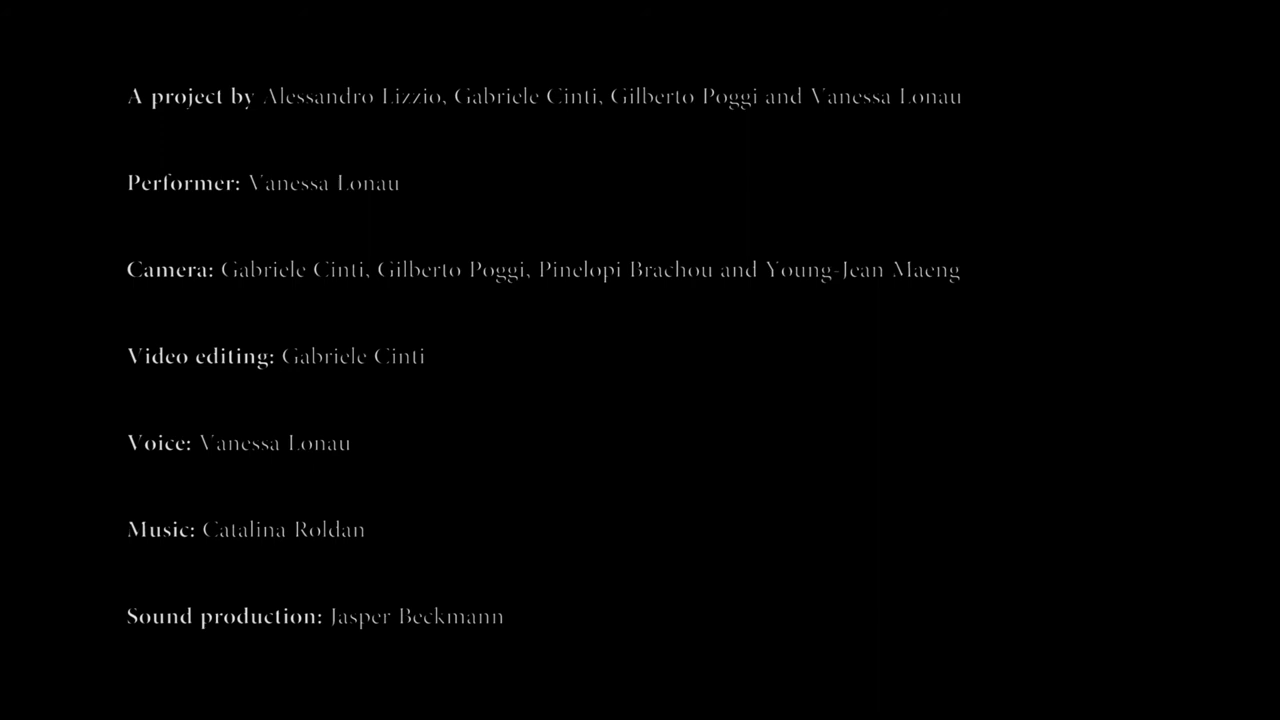 A project by Alessandro Lizzio, Gabriele Cinti, Gilberto Poggi and Vanessa Lonau
Performer: Vanessa Lonau
Camera: Gabriele Cinti, Gilberto Poggi, Pinelopi Brachou and Young-Jean Maeng
Video editing: Gabriele Cinti
Voice: Vanessa Lonau
Music: Catalina Roldan
Sound production: Jasper Beckmann